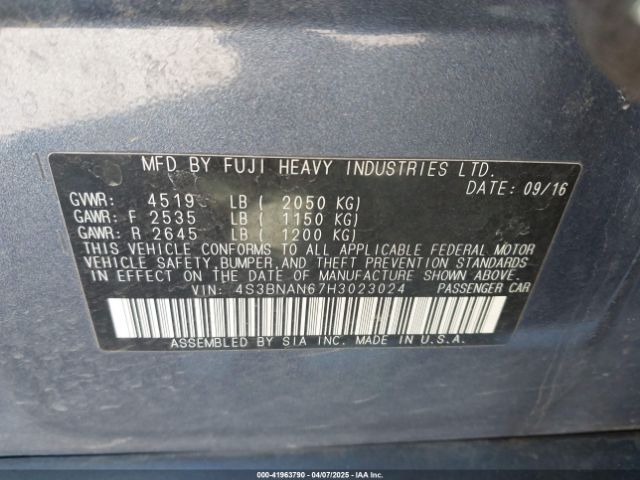 MFD BY FUJI HEAVY INDUSTRIES LTD.
DATE: 09/16
GVWR: 4519 LB ( 2050 KG)
GAWR: F 2535 LB ( 1150 KG)
GAWR: R 2645 LB ( 1200 KG)
THIS VEHICLE CONFORMS TO ALL APPLICABLE FEDERAL MOTOR
VEHICLE SAFETY, BUMPER, AND THEFT PREVENTION STANDARDS
IN EFFECT ON THE DATE OF MANUFACTURE SHOWN ABOVE.
VIN: 4S3BNAN67H3023024 PASSENGER CAR
ASSEMBLED BY SIA INC. MADE IN U.S.A.
000-41963790 04/07/2025 - IAAI.COM